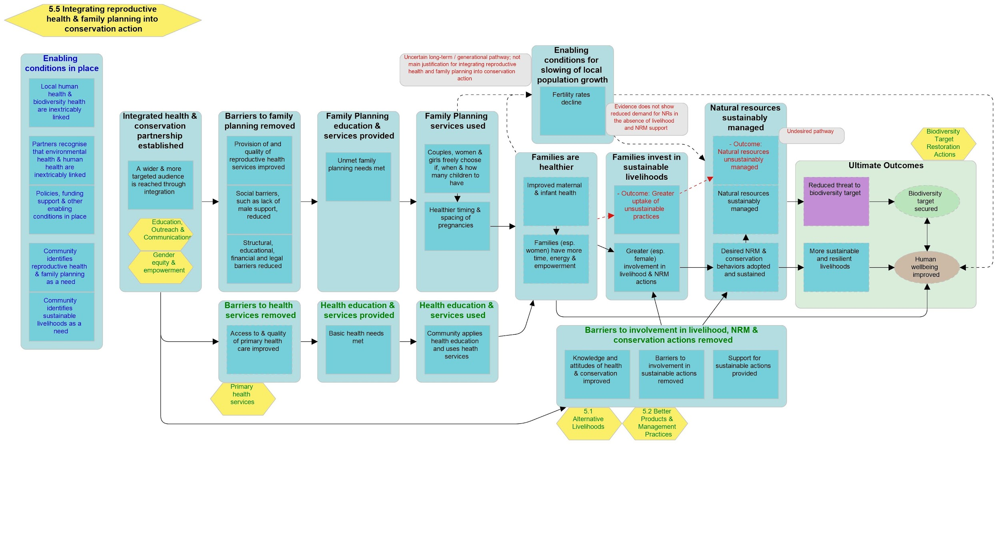 5.5 Integrating reproductive
health & family planning into
conservation action
Enabling
conditions in place
Local human
health &
biodiversity health
are inextricably
linked
Partners recognise
that environmental
health & human
health are
inextricably linked
Policies, funding
support & other
enabling
conditions in place
Community
identifies
reproductive health
& family planning
as a need
Community
identifies
sustainable
livelihoods as a
need
Integrated health &
conservation
partnership
established
A wider & more
targeted audience
is reached through
integration
Education,
Outreach &
Communications
Gender
equity &
empowerment
Barriers to family
planning removed
Provision of and
quality of
reproductive health
services improved
Social barriers,
such as lack of
male support,
reduced
Structural,
educational,
financial and legal
barriers reduced
Family Planning
education &
services provided
Unmet family
planning needs met
Family Planning
services used
Couples, women &
girls freely choose
if, when & how
many children to
have
Healthier timing &
spacing of
pregnancies
Uncertain long-term / generational pathway; not
main justification for integrating reproductive
health and family planning into conservation
action
Enabling
conditions for
slowing of local
population growth
Fertility rates
decline
Evidence does not show
reduced demand for NRs in
the absence of livelihood
and NRM support
Families are
healthier
Improved maternal
& infant health
Families (esp.
women) have more
time, energy &
empowerment
Families invest in
sustainable
livelihoods
- Outcome: Greater
uptake of
unsustainable
practices
Greater (esp.
female)
involvement in
livelihood & NRM
actions
Natural resources
sustainably
managed
Undesired pathway
- Outcome:
Natural resources
unsustainably
managed
Natural resources
sustainably
managed
Desired NRM &
conservation
behaviors adopted
and sustained
Biodiversity
Target
Restoration
Actions
Ultimate Outcomes
Reduced threat to
biodiversity target
Biodiversity
target
secured
More sustainable
and resilient
livelihoods
Human
wellbeing
improved
Barriers to health
services removed
Access to & quality
of primary health
care improved
Primary
health
services
Health education &
services provided
Basic health needs
met
Health education &
services used
Community applies
health education
and uses heath
services
Barriers to involvement in livelihood, NRM &
conservation actions removed
Knowledge and
attitudes of health
& conservation
improved
Barriers to
involvement in
sustainable actions
removed
Support for
sustainable actions
provided
5.1
Alternative
Livelihoods
5.2 Better
Products &
Management
Practices